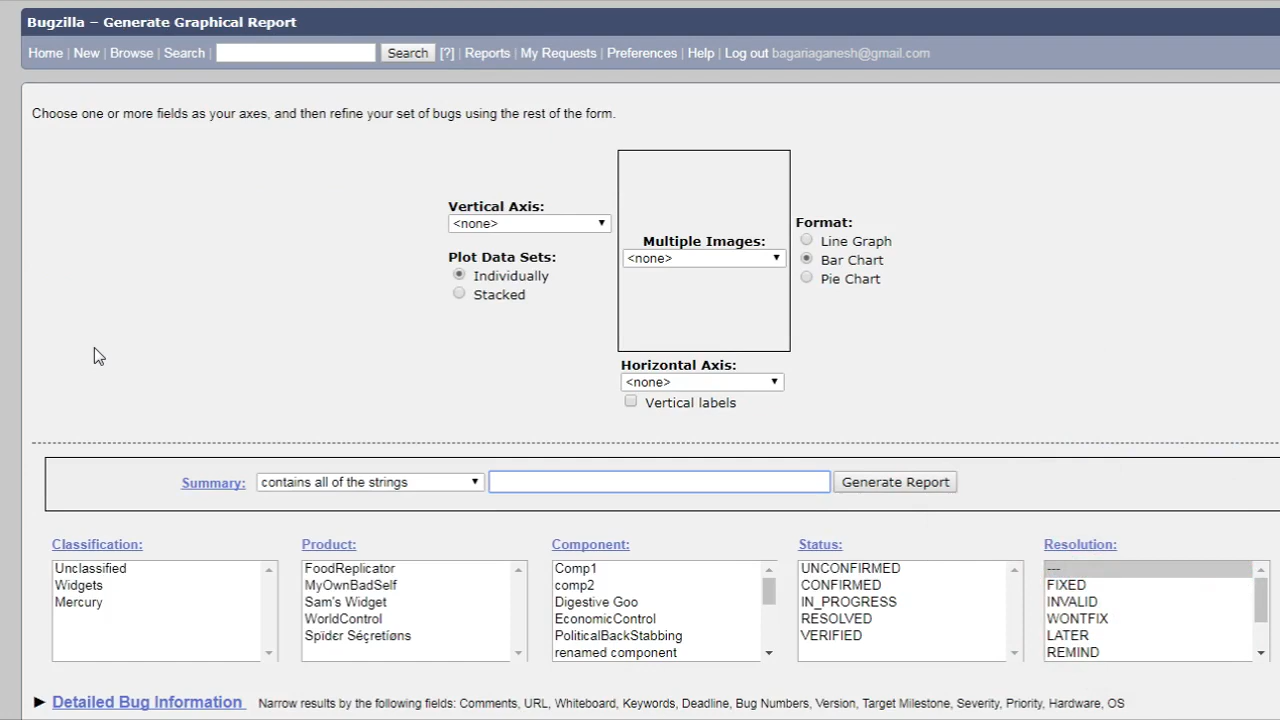 Bugzilla – Generate Graphical Report
Home | New | Browse | Search | Search [?] | Reports | My Requests | Preferences | Help | Log out bagariaganesh@gmail.com
Choose one or more fields as your axes, and then refine your set of bugs using the rest of the form.
Vertical Axis:
<none>
Plot Data Sets:
Individually
Stacked
Multiple Images:
<none>
Format:
Line Graph
Bar Chart
Pie Chart
Horizontal Axis:
<none>
Vertical labels
Summary: contains all of the strings Generate Report
Classification:
Unclassified
Widgets
Mercury
Product:
FoodReplicator
MyOwnBadSelf
Sam's Widget
WorldControl
Spïder Séçretíøns
Component:
Comp1
comp2
Digestive Goo
EconomicControl
PoliticalBackStabbing
renamed component
Status:
UNCONFIRMED
CONFIRMED
IN_PROGRESS
RESOLVED
VERIFIED
Resolution:
---
FIXED
INVALID
WONTFIX
LATER
REMIND
Detailed Bug Information Narrow results by the following fields: Comments, URL, Whiteboard, Keywords, Deadline, Bug Numbers, Version, Target Milestone, Severity, Priority, Hardware, OS